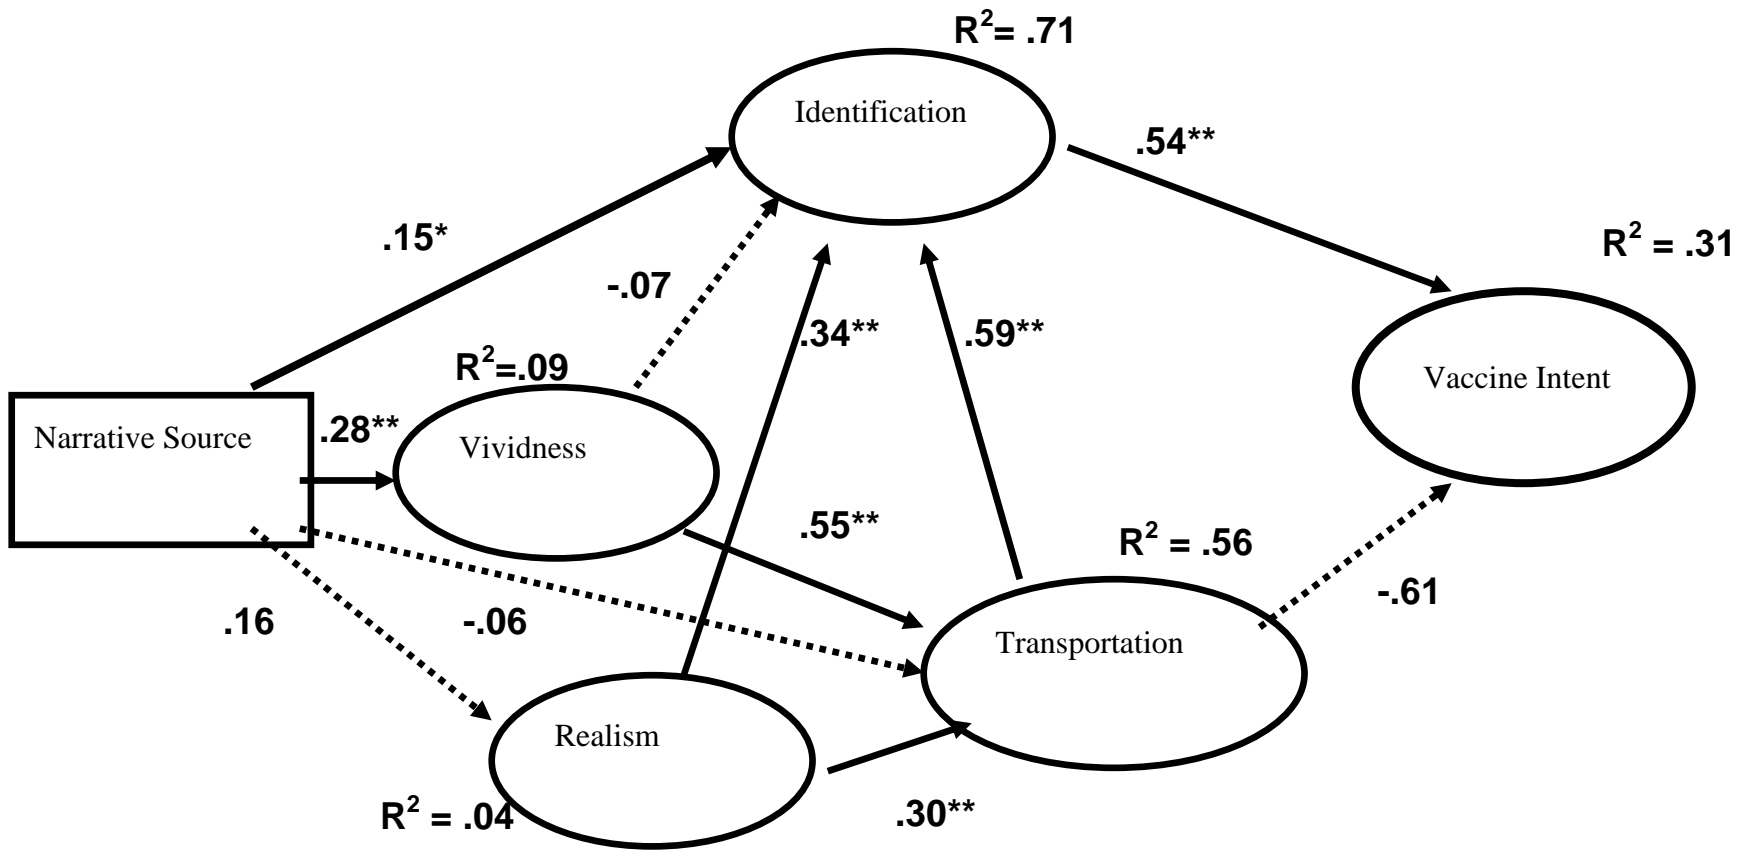 R²= .71
Identification
.54**
.15*
R² = .31
-.07
.34**
.59**
R²=.09
Vaccine Intent
.28**
Narrative Source
Vividness
.55**
R² = .56
-.61
.16
-.06
Transportation
Realism
R² = .04
.30**